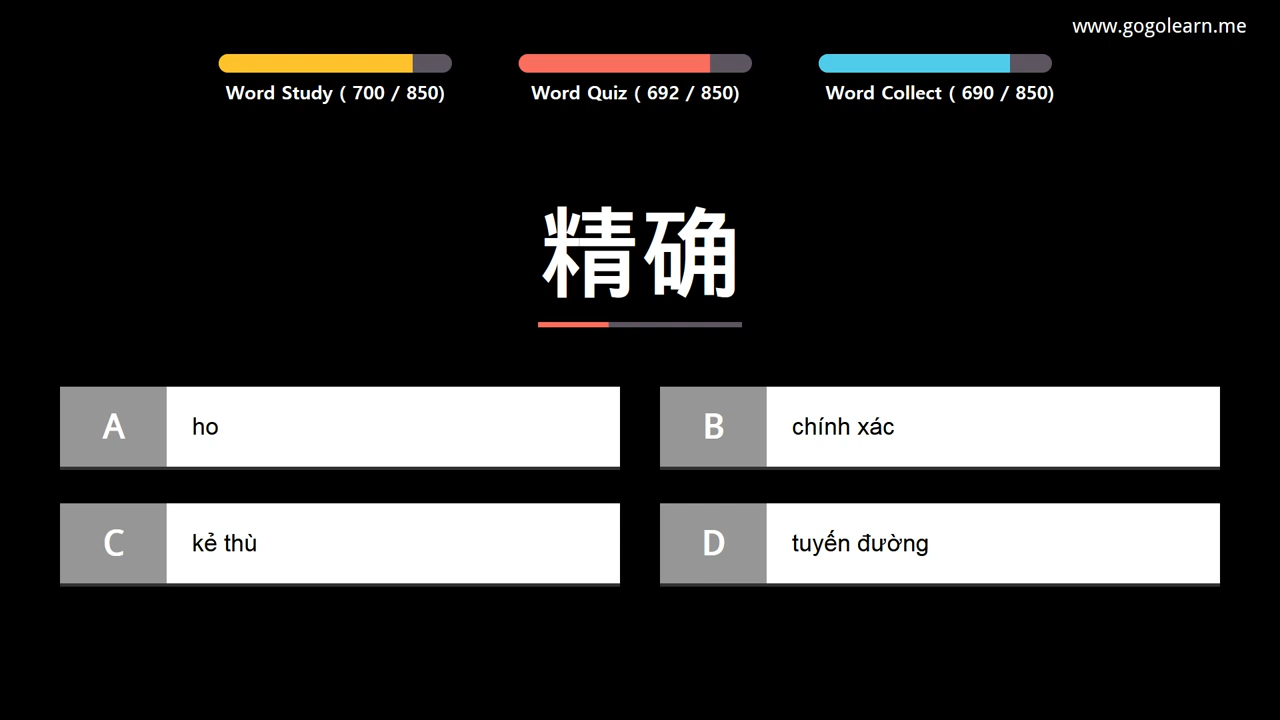 www.gogolearn.me
Word Study ( 700 / 850)
Word Quiz ( 692 / 850)
Word Collect ( 690 / 850)
精确
A ho
B chính xác
C kẻ thù
D tuyến đường